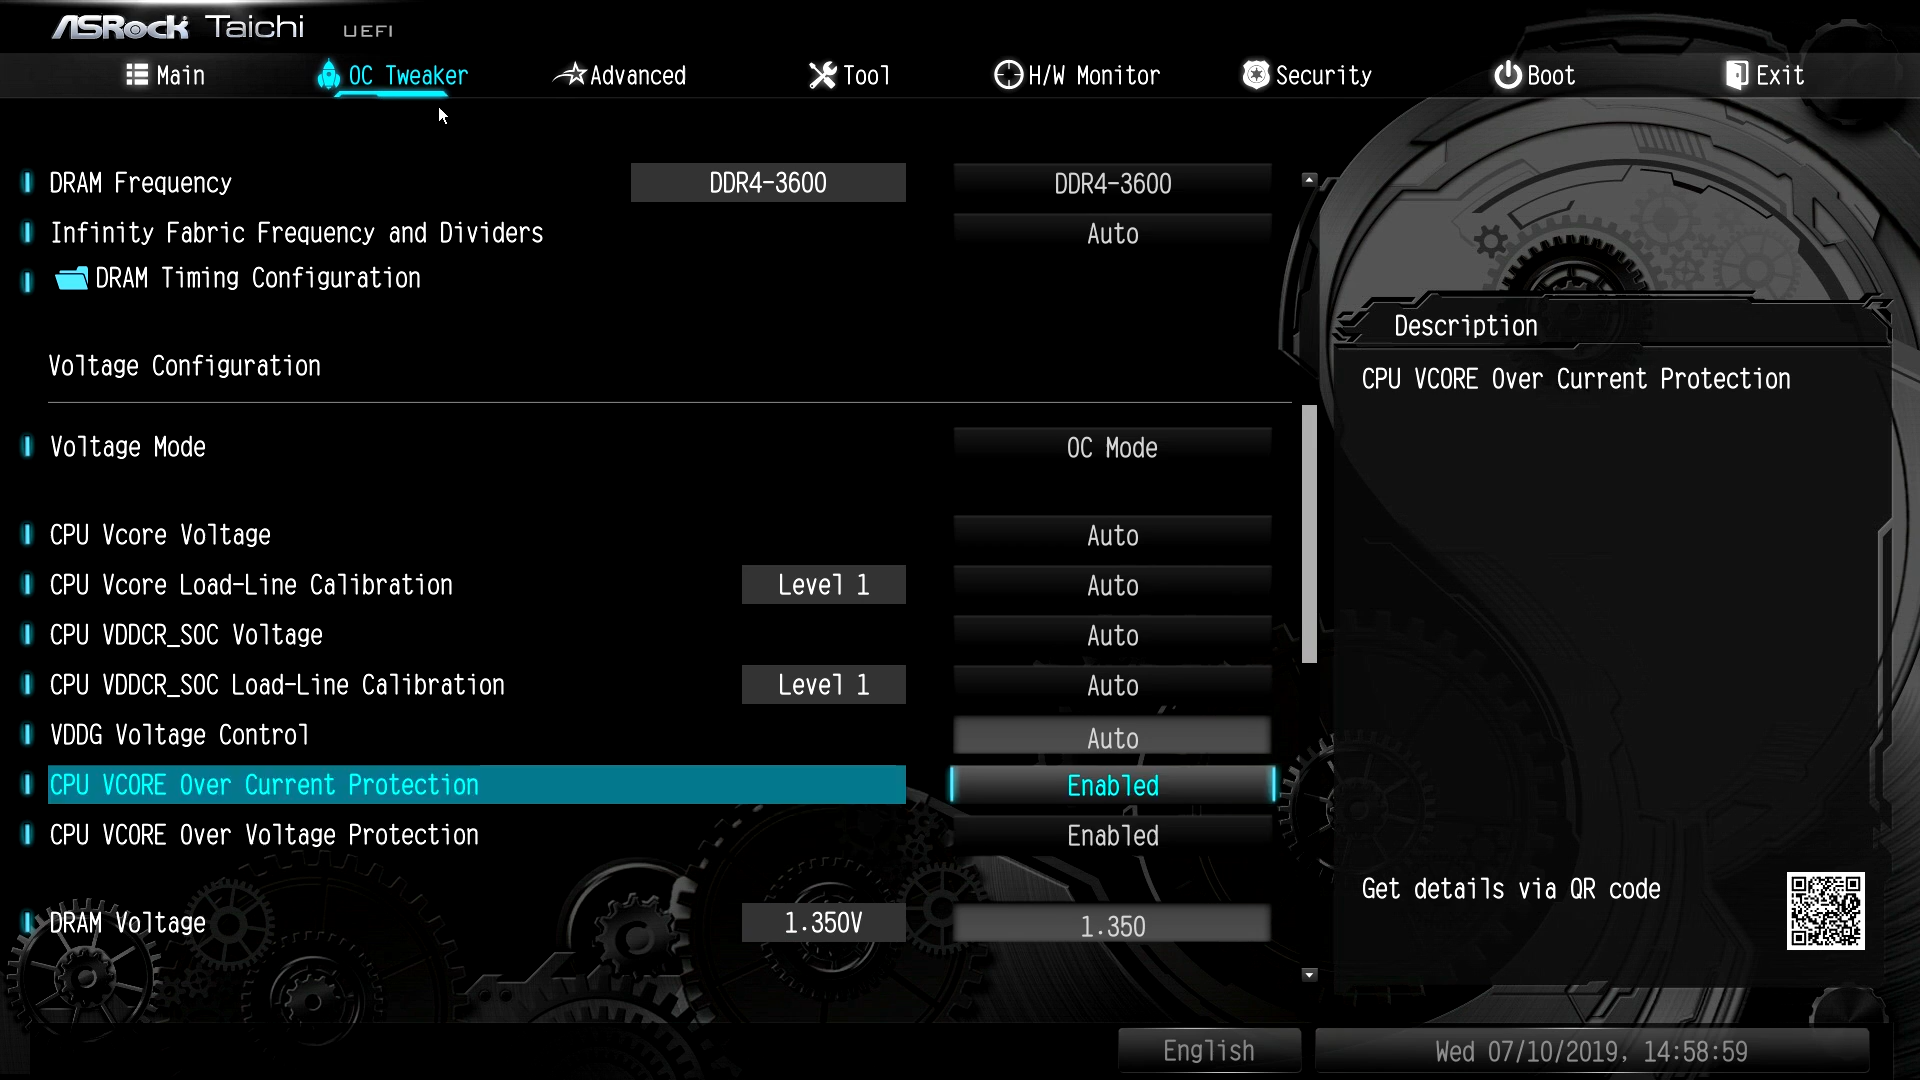 ASRock Taichi UEFI
Main OC Tweaker Advanced Tool H/W Monitor Security Boot Exit
DRAM Frequency DDR4-3600 DDR4-3600
Infinity Fabric Frequency and Dividers Auto
DRAM Timing Configuration
Voltage Configuration
Voltage Mode OC Mode
CPU Vcore Voltage Auto
CPU Vcore Load-Line Calibration Level 1 Auto
CPU VDDCR_SOC Voltage Auto
CPU VDDCR_SOC Load-Line Calibration Level 1 Auto
VDDG Voltage Control Auto
CPU VCORE Over Current Protection Enabled
CPU VCORE Over Voltage Protection Enabled
DRAM Voltage 1.350V 1.350
Description
CPU VCORE Over Current Protection
Get details via QR code
English Wed 07/10/2019, 14:58:59